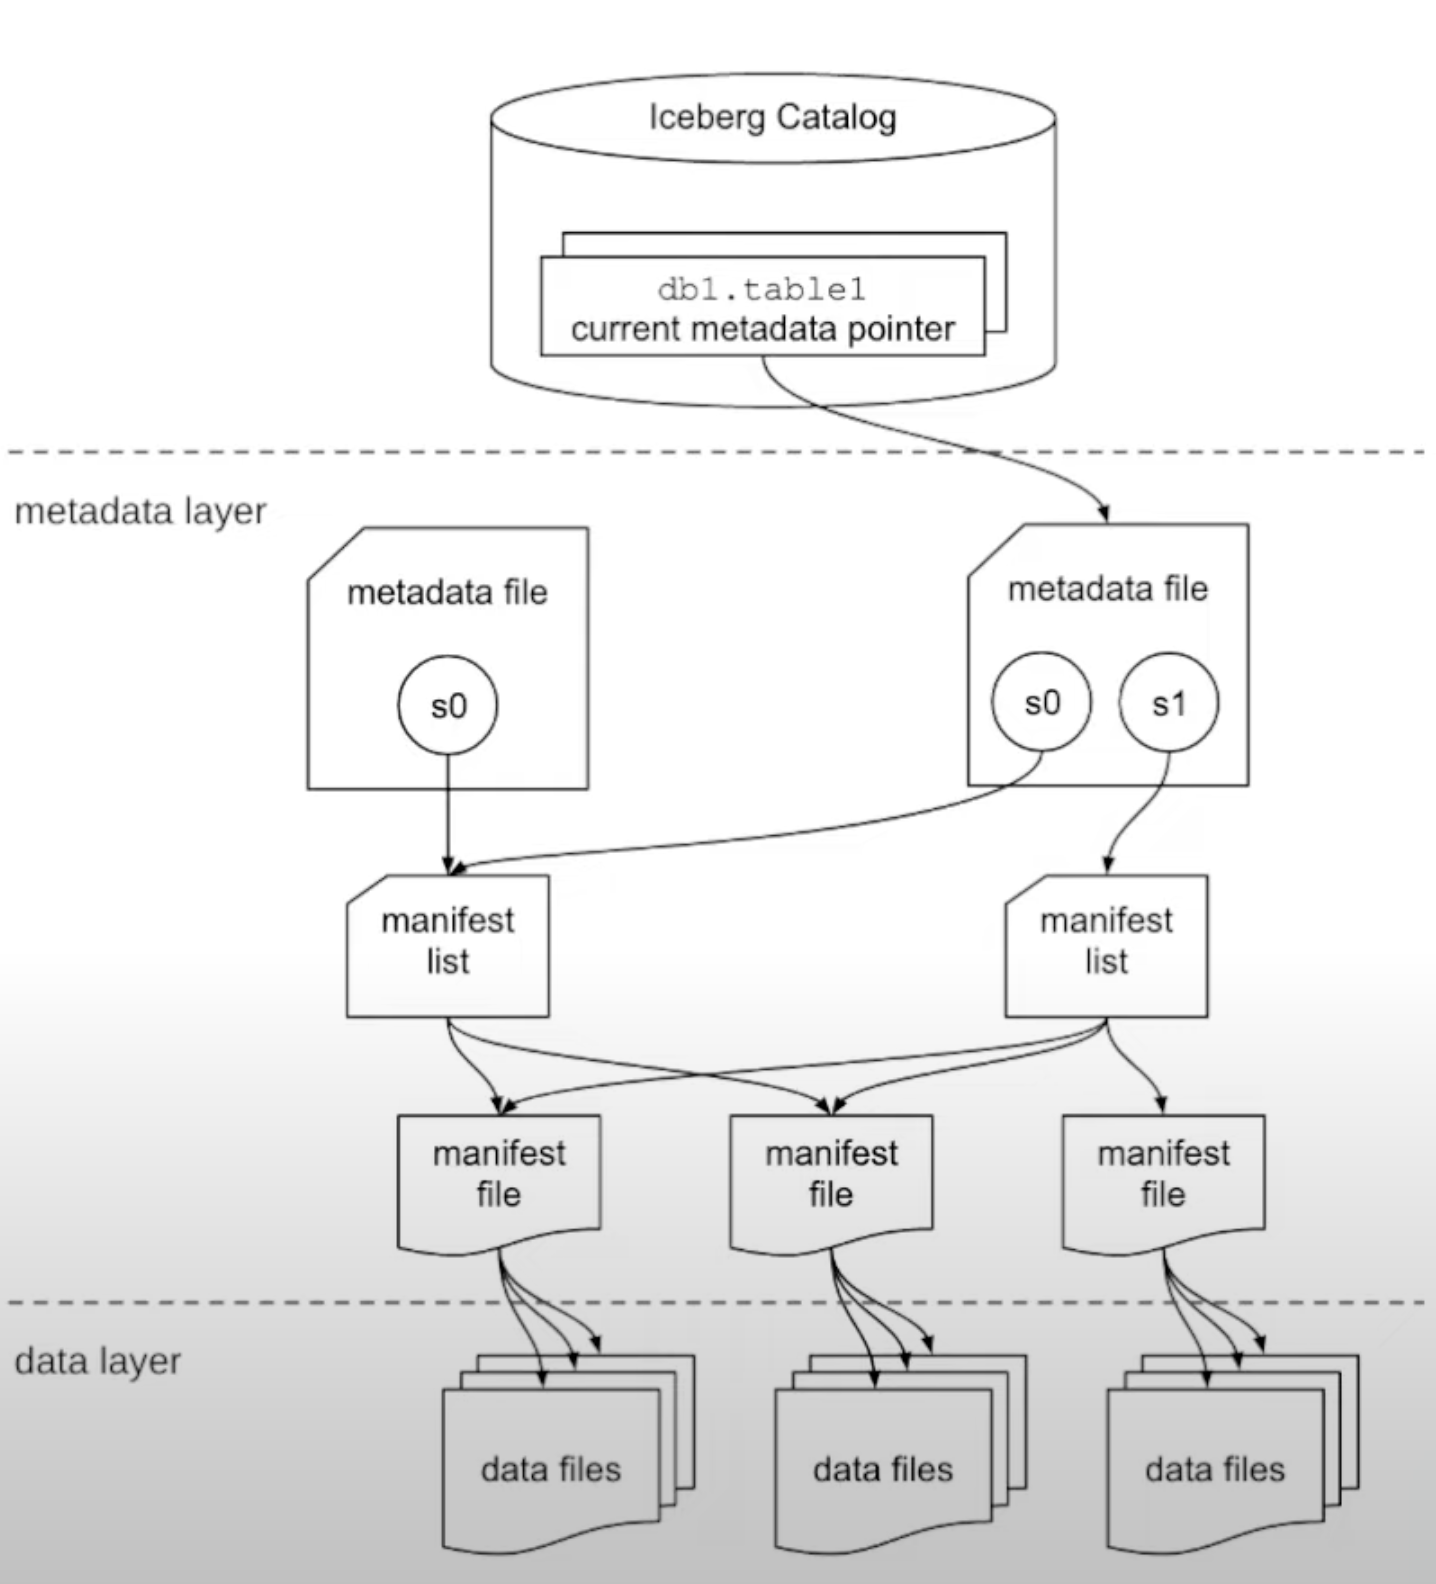 Iceberg Catalog
db1.table1
current metadata pointer
metadata layer
metadata file
s0
metadata file
s0
s1
manifest
list
manifest
list
manifest
file
manifest
file
manifest
file
data layer
data files
data files
data files